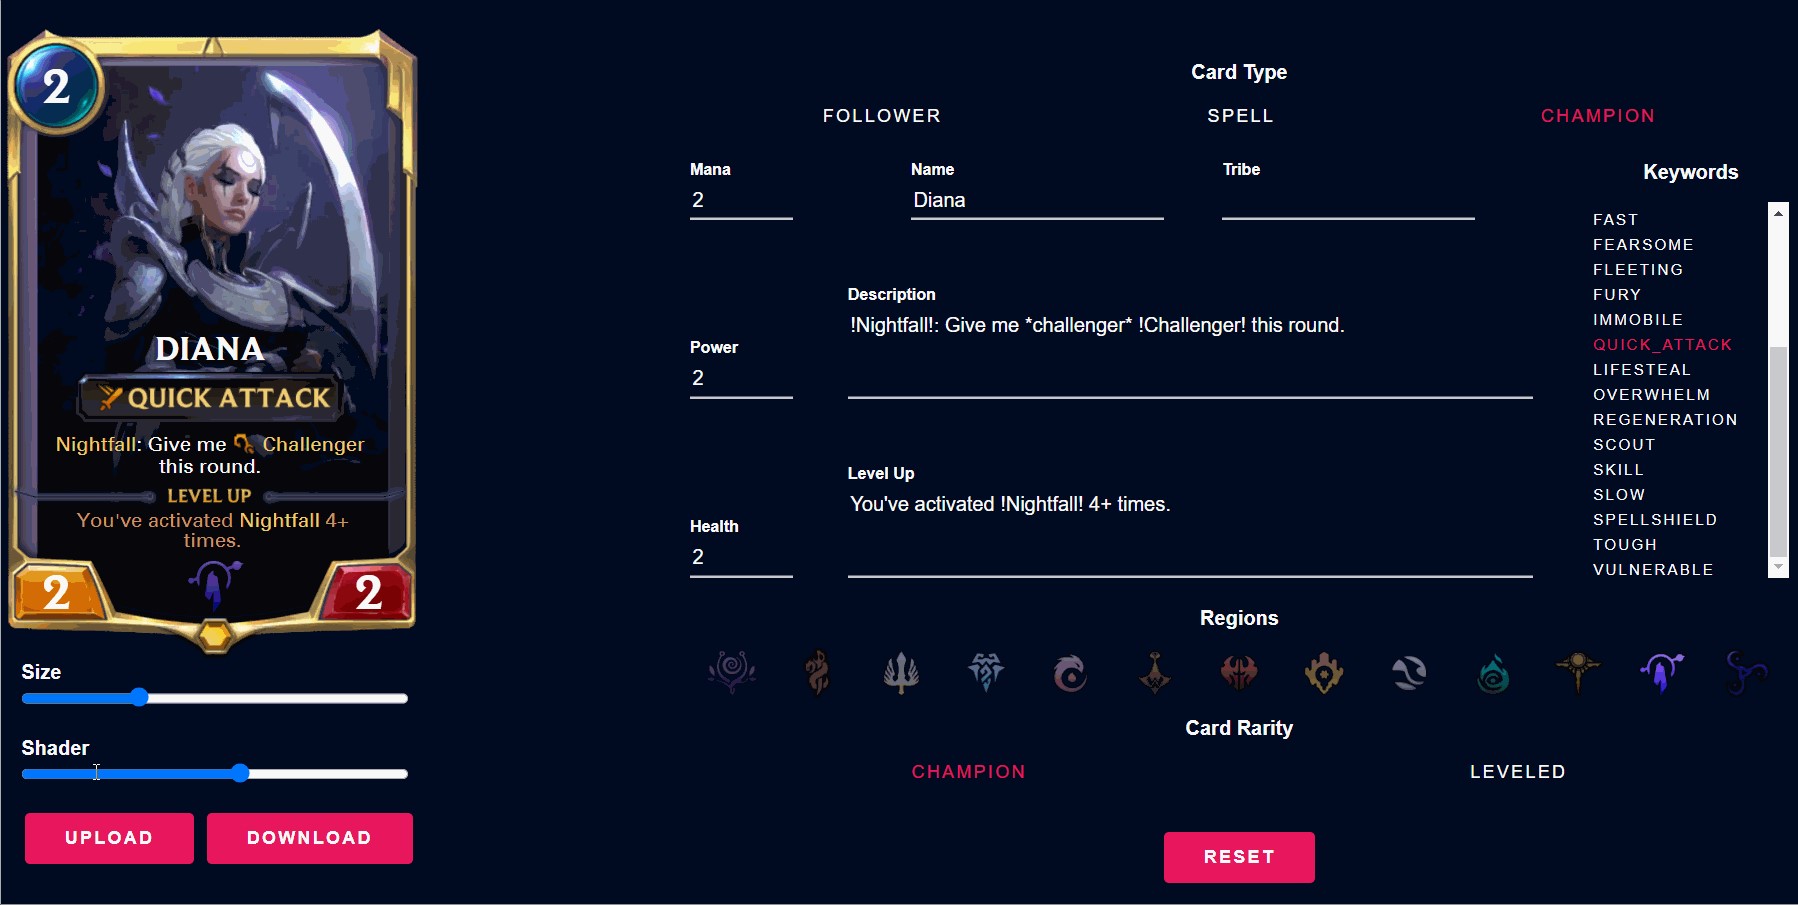 2
DIANA
QUICK ATTACK
Nightfall: Give me Challenger
this round.
LEVEL UP
You've activated Nightfall 4+
times.
2
2
Size
Shader
UPLOAD
DOWNLOAD
Card Type
FOLLOWER
SPELL
CHAMPION
Mana
2
Name
Diana
Tribe
Description
!Nightfall!: Give me *challenger* !Challenger! this round.
Power
2
Level Up
You've activated !Nightfall! 4+ times.
Health
2
Keywords
FAST
FEARSOME
FLEETING
FURY
IMMOBILE
QUICK_ATTACK
LIFESTEAL
OVERWHELM
REGENERATION
SCOUT
SKILL
SLOW
SPELLSHIELD
TOUGH
VULNERABLE
Regions
Card Rarity
CHAMPION
LEVELED
RESET